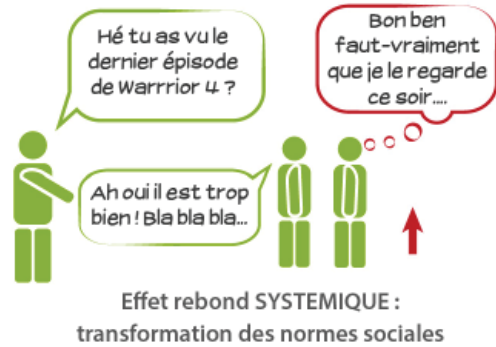 Hé tu as vu le
dernier épisode
de Warrrior 4 ?
Bon ben
faut-vraiment
que je le regarde
ce soir....
Ah oui il est trop
bien ! Bla bla bla...
Effet rebond SYSTEMIQUE :
transformation des normes sociales